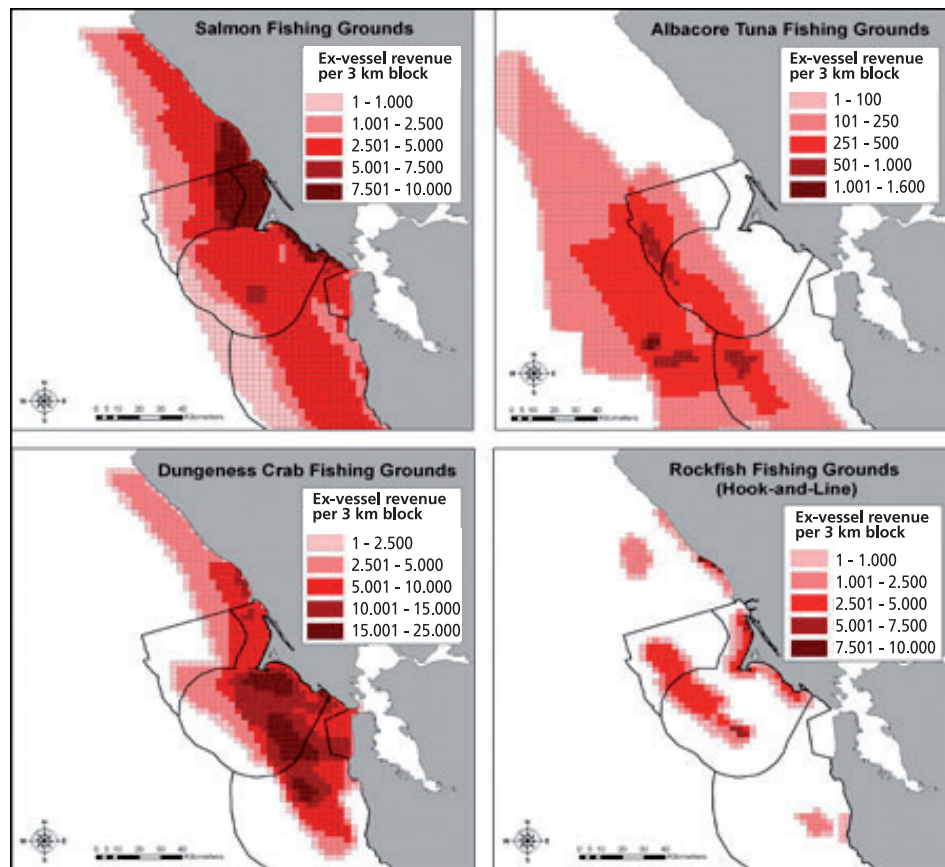 Salmon Fishing Grounds
Ex-vessel revenue
per 3 km block
1 - 1.000
1.001 - 2.500
2.501 - 5.000
5.001 - 7.500
7.501 - 10.000
Albacore Tuna Fishing Grounds
Ex-vessel revenue
per 3 km block
1 - 100
101 - 250
251 - 500
501 - 1.000
1.001 - 1.600
Dungeness Crab Fishing Grounds
Ex-vessel revenue
per 3 km block
1 - 2.500
2.501 - 5.000
5.001 - 10.000
10.001 - 15.000
15.001 - 25.000
Rockfish Fishing Grounds
(Hook-and-Line)
Ex-vessel revenue
per 3 km block
1 - 1.000
1.001 - 2.500
2.501 - 5.000
5.001 - 7.500
7.501 - 10.000